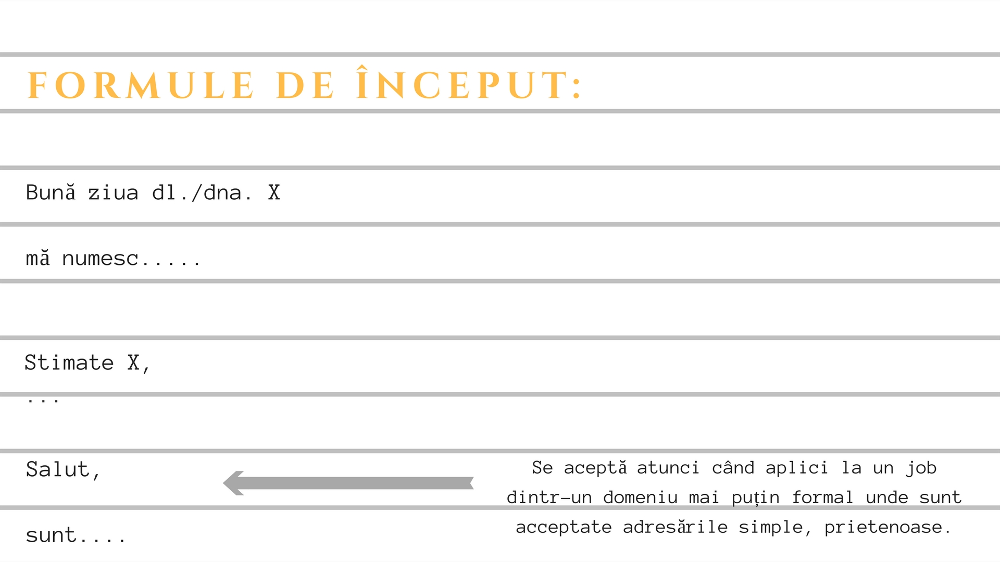 FORMULE DE ÎNCEPUT:
Bună ziua dl./dna. X
mă numesc.....
Stimate X,
...
Salut,
sunt....
Se aceptă atunci când aplici la un job
dintr-un domeniu mai puțin formal unde sunt
acceptate adresările simple, prietenoase.